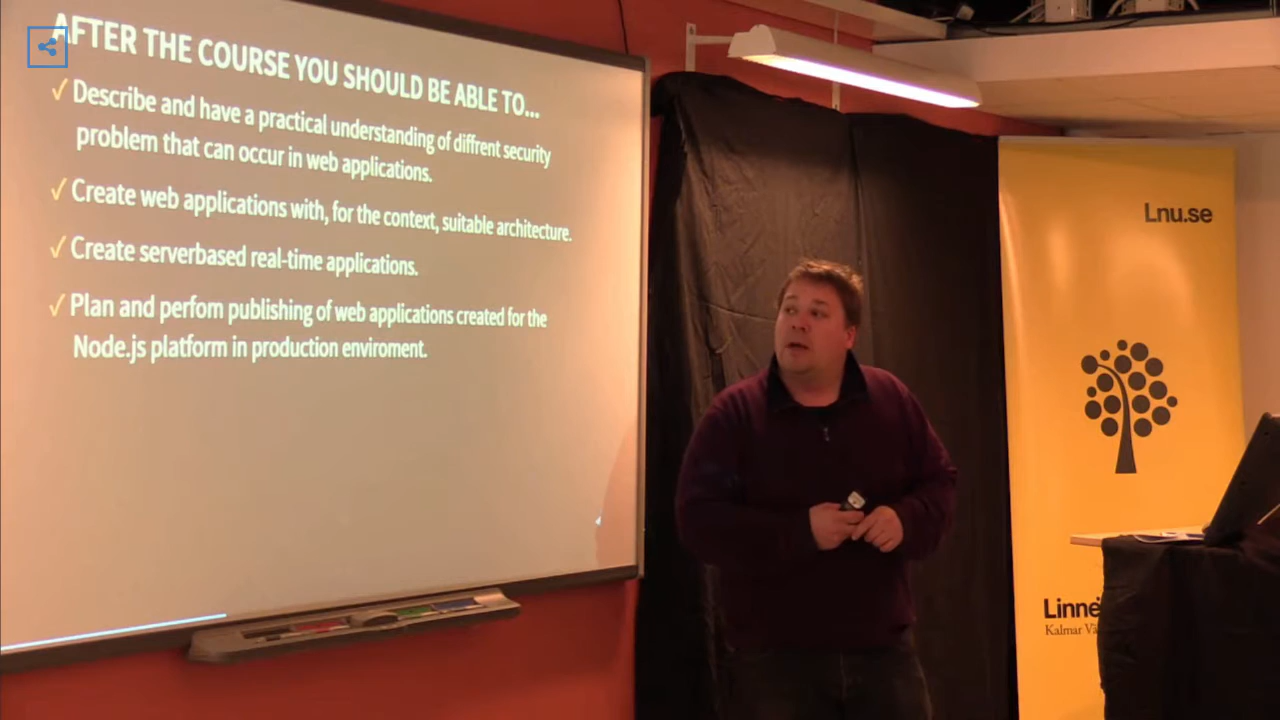 AFTER THE COURSE YOU SHOULD BE ABLE TO...
✓ Describe and have a practical understanding of diffrent security
problem that can occur in web applications.
✓ Create web applications with, for the context, suitable architecture.
✓ Create serverbased real-time applications.
✓ Plan and perfom publishing of web applications created for the
Node.js platform in production enviroment.
Lnu.se
Linne
Kalmar Vä